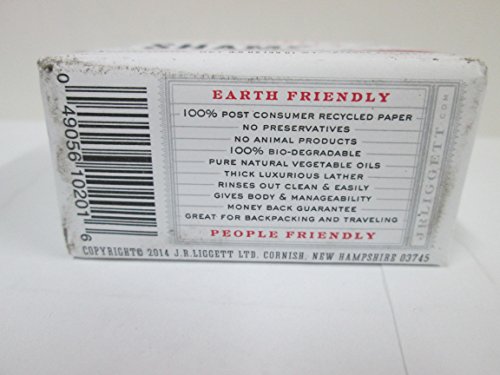 SHAMP
EARTH FRIENDLY
100% POST CONSUMER RECYCLED PAPER
NO PRESERVATIVES
NO ANIMAL PRODUCTS
100% BIO-DEGRADABLE
PURE NATURAL VEGETABLE OILS
THICK LUXURIOUS LATHER
RINSES OUT CLEAN & EASILY
GIVES BODY & MANAGEABILITY
MONEY BACK GUARANTEE
GREAT FOR BACKPACKING AND TRAVELING
PEOPLE FRIENDLY
JRLIGGETT.COM
0 49056 10201 6
COPYRIGHT© 2014 J.R.LIGGETT LTD. CORNISH, NEW HAMPSHIRE 03745